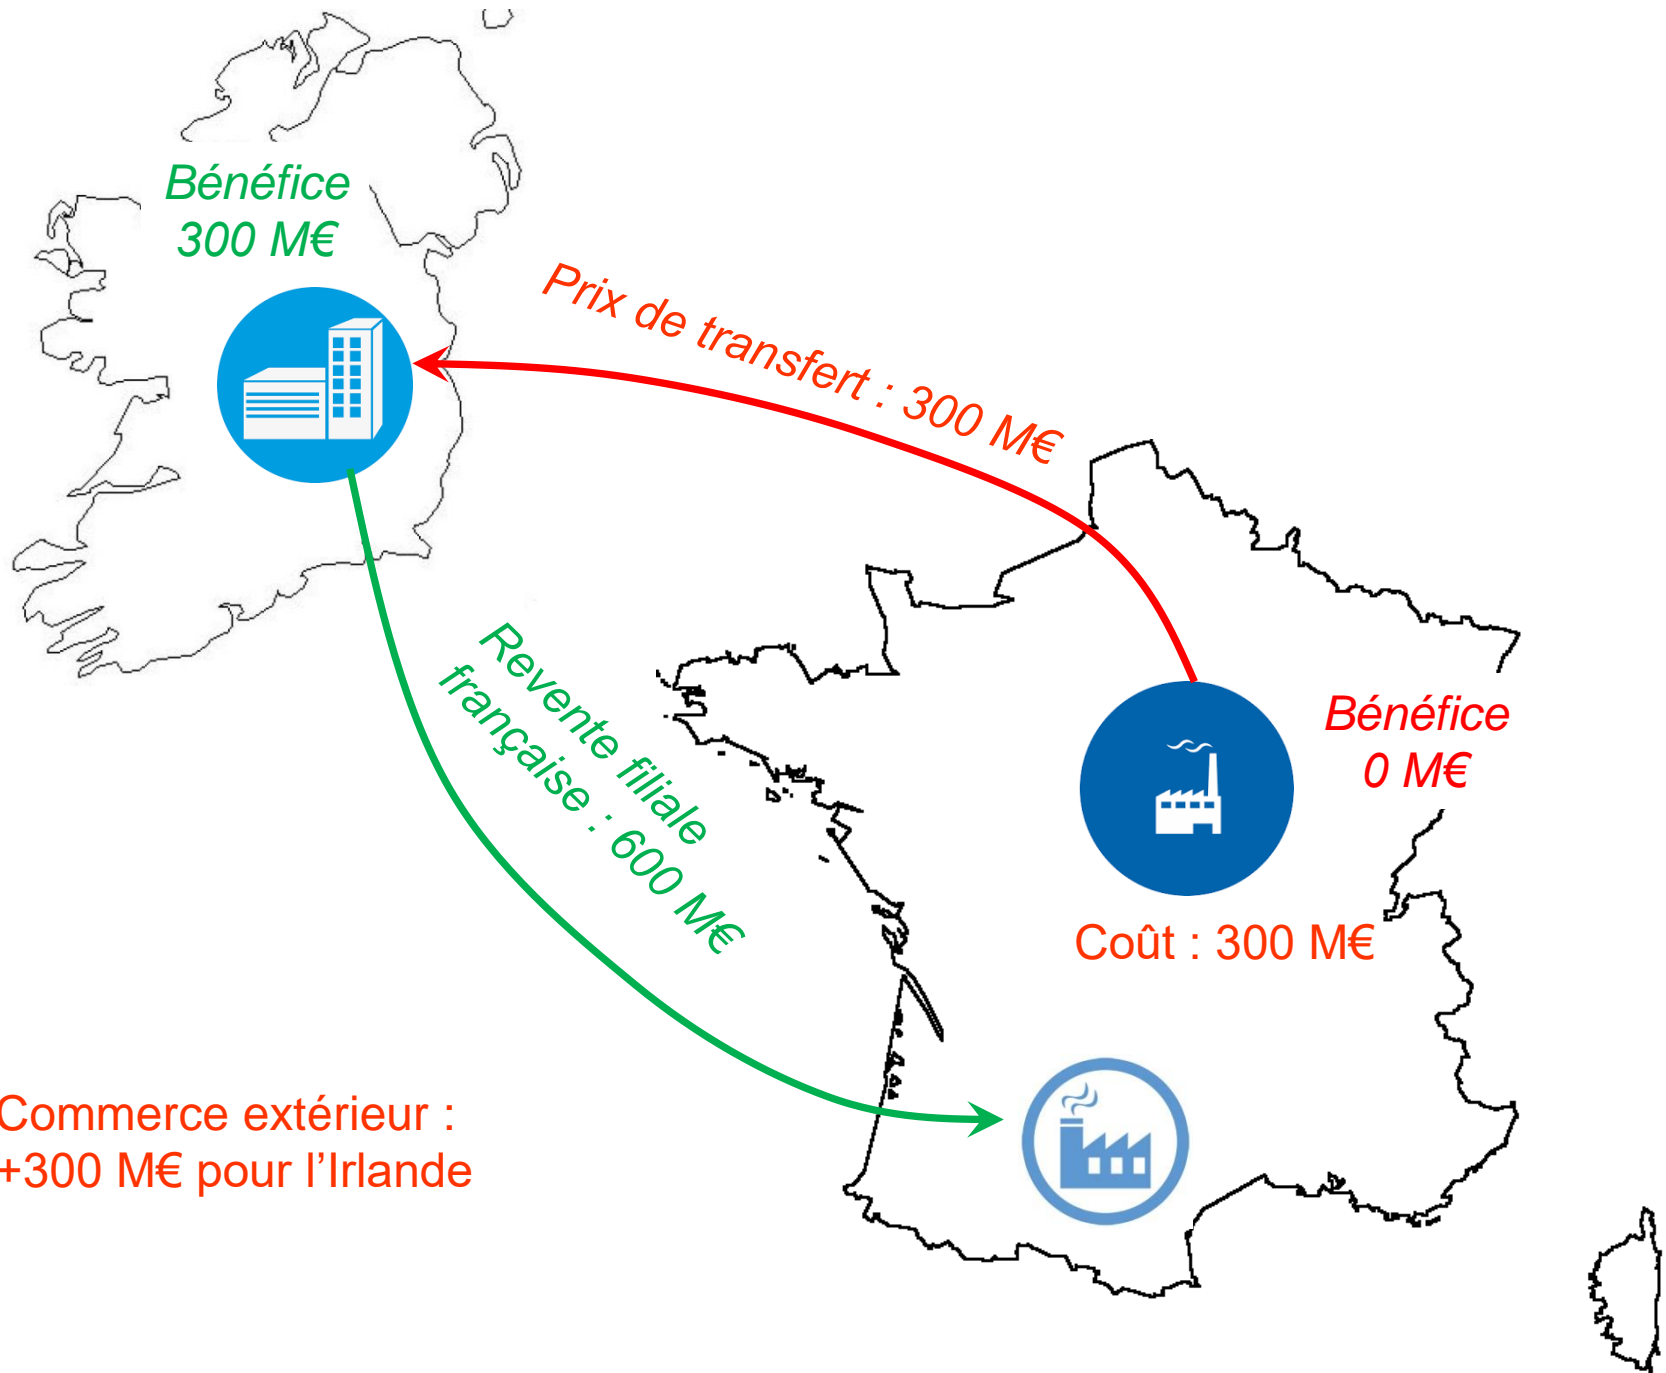 Bénéfice
300 M€
Prix de transfert : 300 M€
Revente filiale
française : 600 M€
Bénéfice
0 M€
Coût : 300 M€
Commerce extérieur :
+300 M€ pour l’Irlande